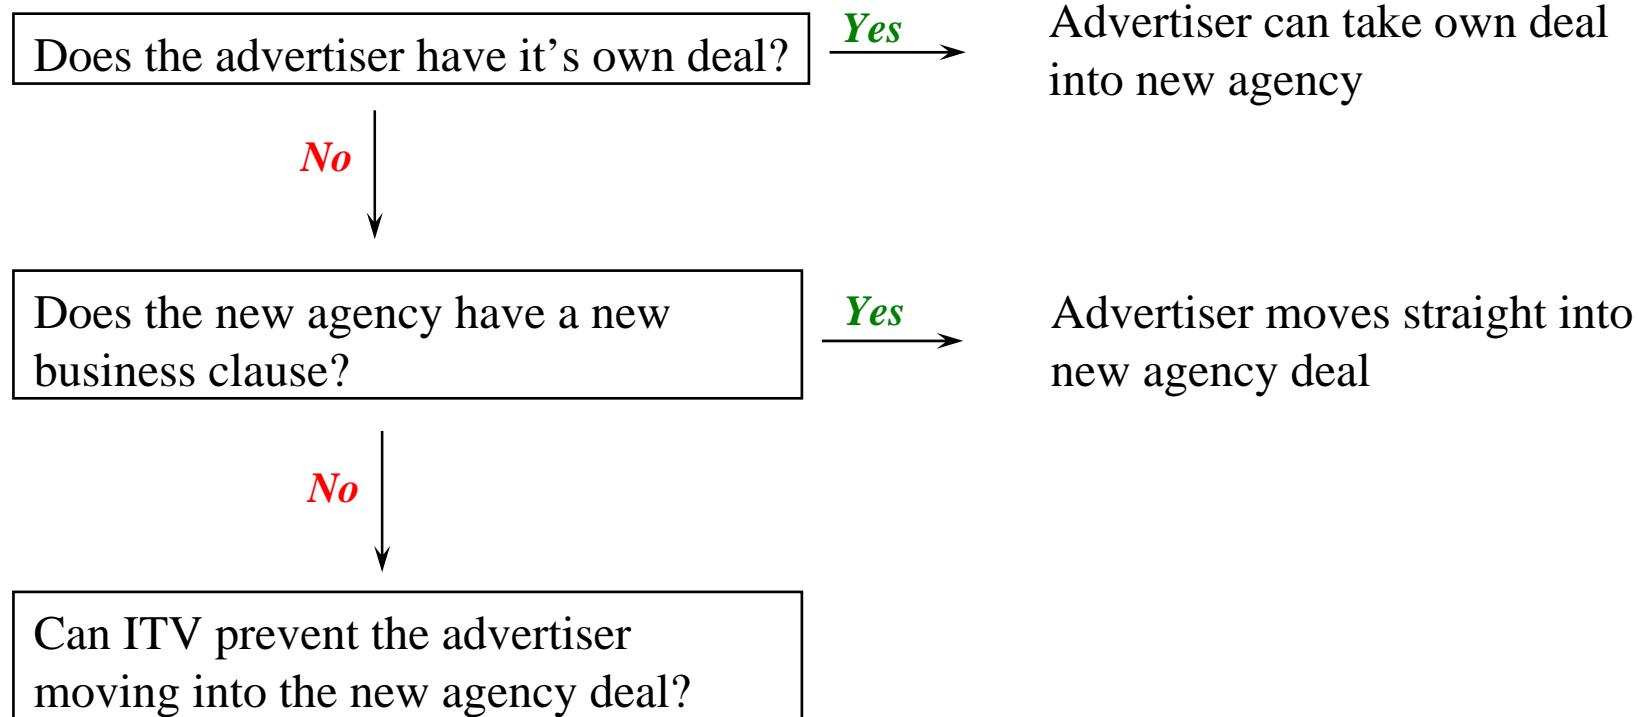 Does the advertiser have it’s own deal?
Yes
Advertiser can take own deal
into new agency
No
Does the new agency have a new
business clause?
Yes
Advertiser moves straight into
new agency deal
No
Can ITV prevent the advertiser
moving into the new agency deal?